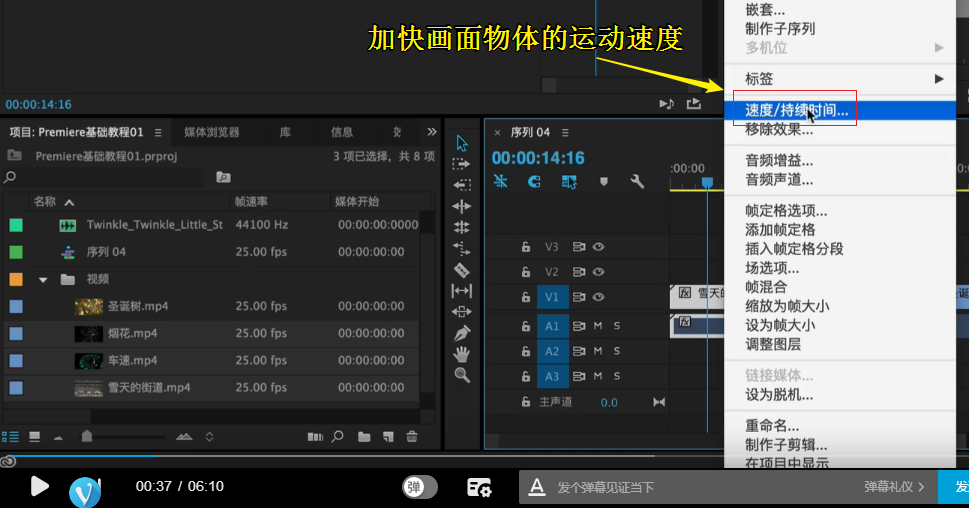 加快画面物体的运动速度
00:00:14:16
项目: Premiere基础教程01
媒体浏览器
库
信息
Premiere基础教程01.prproj
3 项已选择，共 8 项
名称
帧速率
媒体开始
Twinkle_Twinkle_Little_St
44100 Hz
00:00:00:0000
序列 04
25.00 fps
00:00:00:00
视频
圣诞树.mp4
25.00 fps
00:00:00:00
烟花.mp4
25.00 fps
00:00:00:00
车速.mp4
25.00 fps
00:00:00:00
雪天的街道.mp4
25.00 fps
00:00:00:00
× 序列 04
00:00:14:16
:00:00
V3
V2
V1
fx 雪天的
A1 M S
fx
A2 M S
A3 M S
主声道 0.0
嵌套...
制作子序列
多机位
标签
速度/持续时间...
移除效果...
音频增益...
音频声道...
帧定格选项...
添加帧定格
插入帧定格分段
场选项...
帧混合
缩放为帧大小
设为帧大小
调整图层
链接媒体...
设为脱机...
重命名...
制作子剪辑...
在项目中显示
00:37 / 06:10
弹
A
发个弹幕见证当下
弹幕礼仪 >